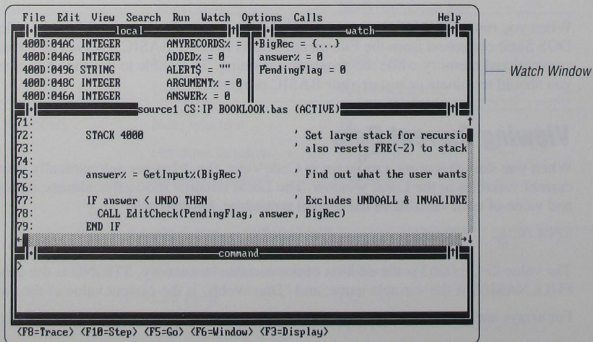 File Edit View Search Run Watch Options Calls Help
local
400D:04AC INTEGER ANYRECORDS% =
400D:04A6 INTEGER ADDED% = 0
400D:0496 STRING ALERT$ = ""
400D:048C INTEGER ARGUMENT% = 0
400D:046A INTEGER ANSWER% = 0
watch
+BigRec = {...}
answer% = 0
PendingFlag = 0
Watch Window
source1 CS:IP BOOKLOOK.bas (ACTIVE)
71:
72: STACK 4000 ' Set large stack for recursio
73: ' also resets FRE(-2) to stack
74:
75: answer% = GetInput%(BigRec) ' Find out what the user wants
76:
77: IF answer < UNDO THEN ' Excludes UNDOALL & INVALIDKE
78: CALL EditCheck(PendingFlag, answer, BigRec)
79: END IF
command
>
<F8=Trace> <F10=Step> <F5=Go> <F6=Window> <F3=Display>